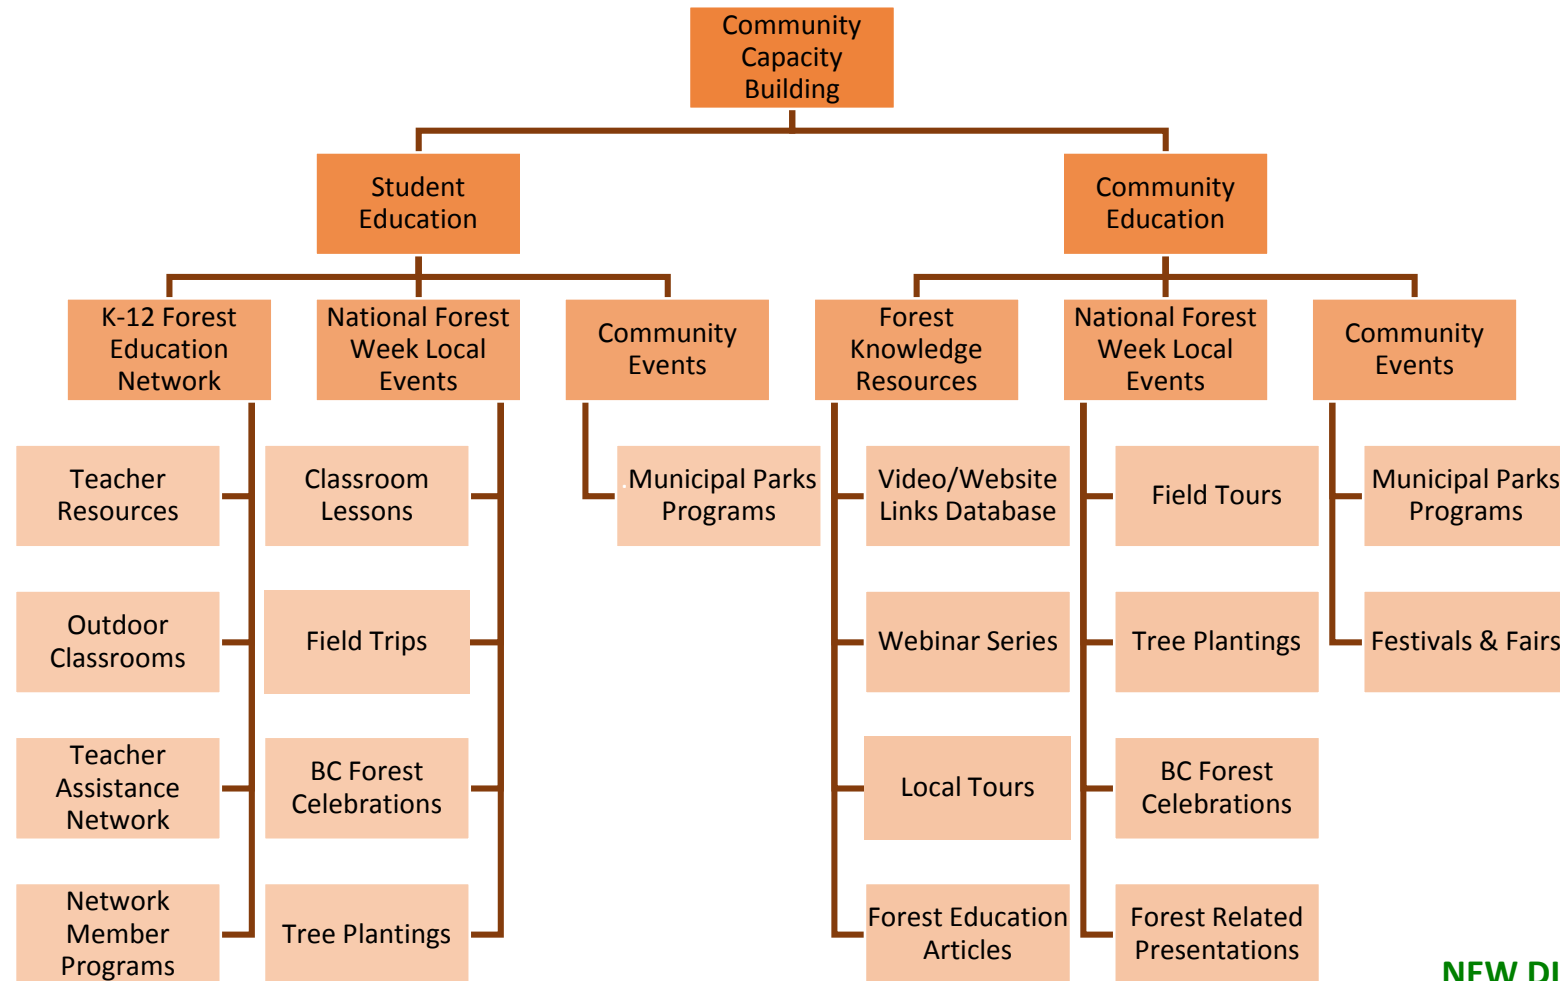 Community
Capacity
Building
Student
Education
Community
Education
K-12 Forest
Education
Network
National Forest
Week Local
Events
Community
Events
Forest
Knowledge
Resources
National Forest
Week Local
Events
Community
Events
Teacher
Resources
Classroom
Lessons
.Municipal Parks
Programs
Video/Website
Links Database
Field Tours
Municipal Parks
Programs
Outdoor
Classrooms
Field Trips
Webinar Series
Tree Plantings
Festivals & Fairs
Teacher
Assistance
Network
BC Forest
Celebrations
Local Tours
BC Forest
Celebrations
Network
Member
Programs
Tree Plantings
Forest Education
Articles
Forest Related
Presentations
NEW